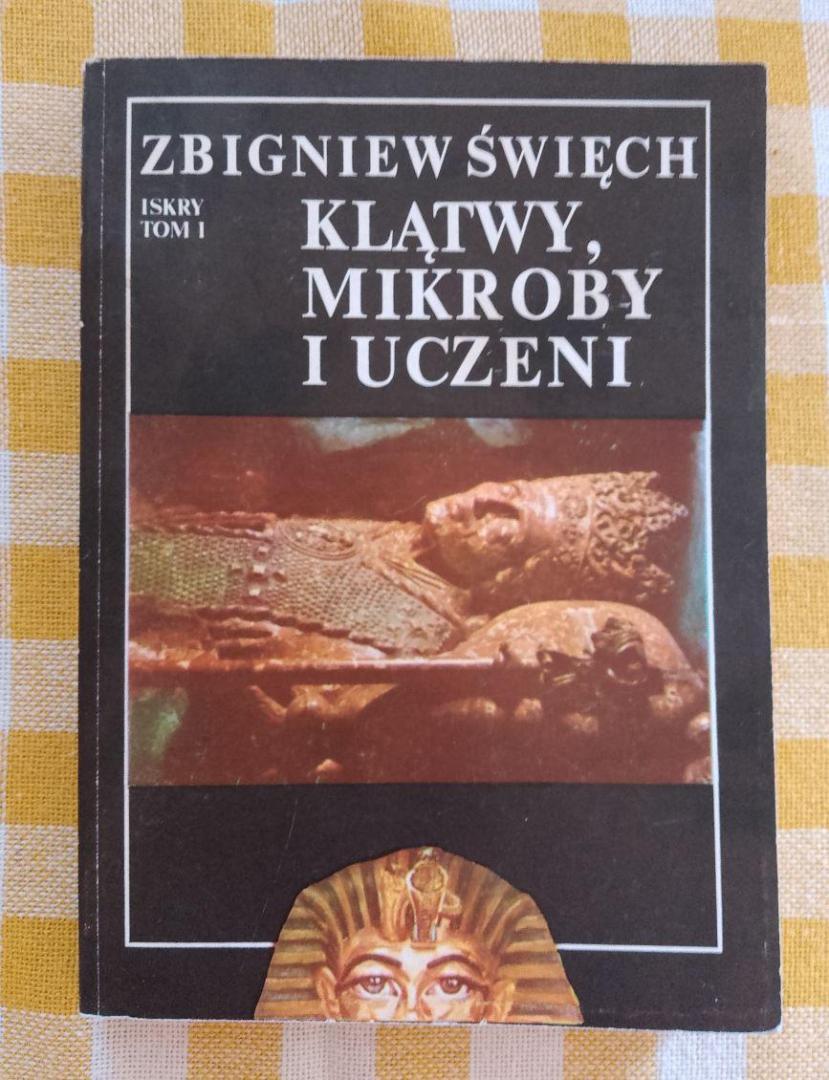 ZBIGNIEW ŚWIĘCH
ISKRY
TOM 1
KLĄTWY,
MIKROBY
I UCZENI